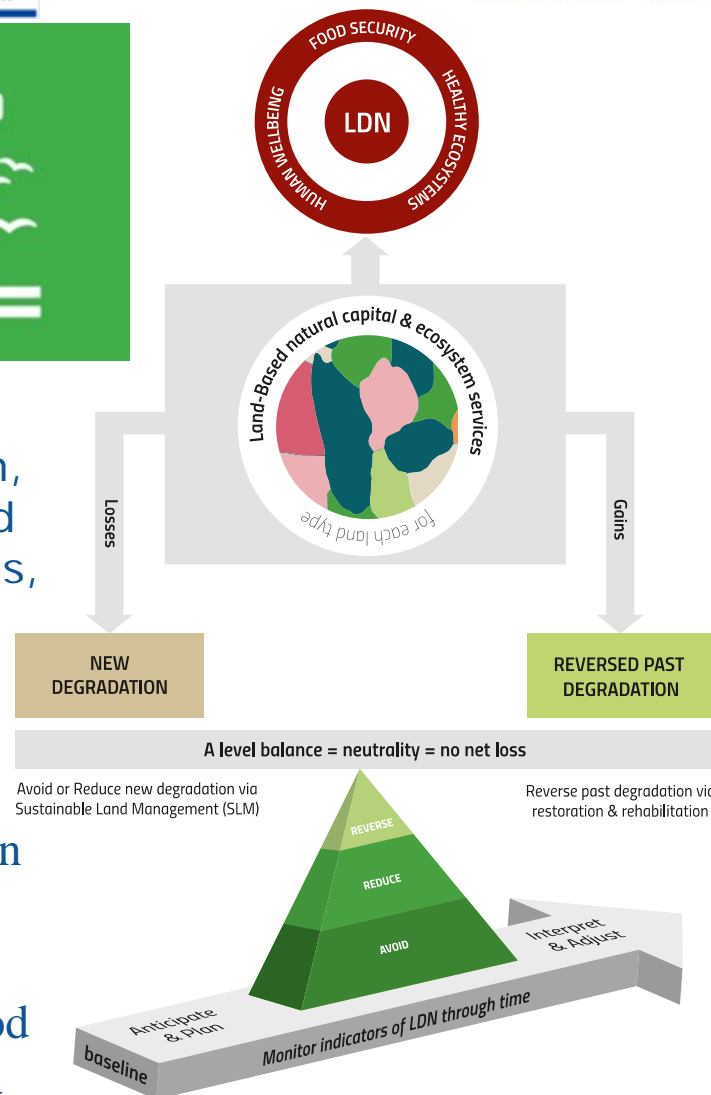 FOOD SECURITY
HUMAN WELLBEING
HEALTHY ECOSYSTEMS
LDN
Land-Based natural capital & ecosystem services
for each land type
Losses
Gains
NEW
DEGRADATION
REVERSED PAST
DEGRADATION
A level balance = neutrality = no net loss
Avoid or Reduce new degradation via
Sustainable Land Management (SLM)
Reverse past degradation via
restoration & rehabilitation
REVERSE
REDUCE
AVOID
Anticipate
& Plan
Interpret
& Adjust
Monitor indicators of LDN through time
baseline